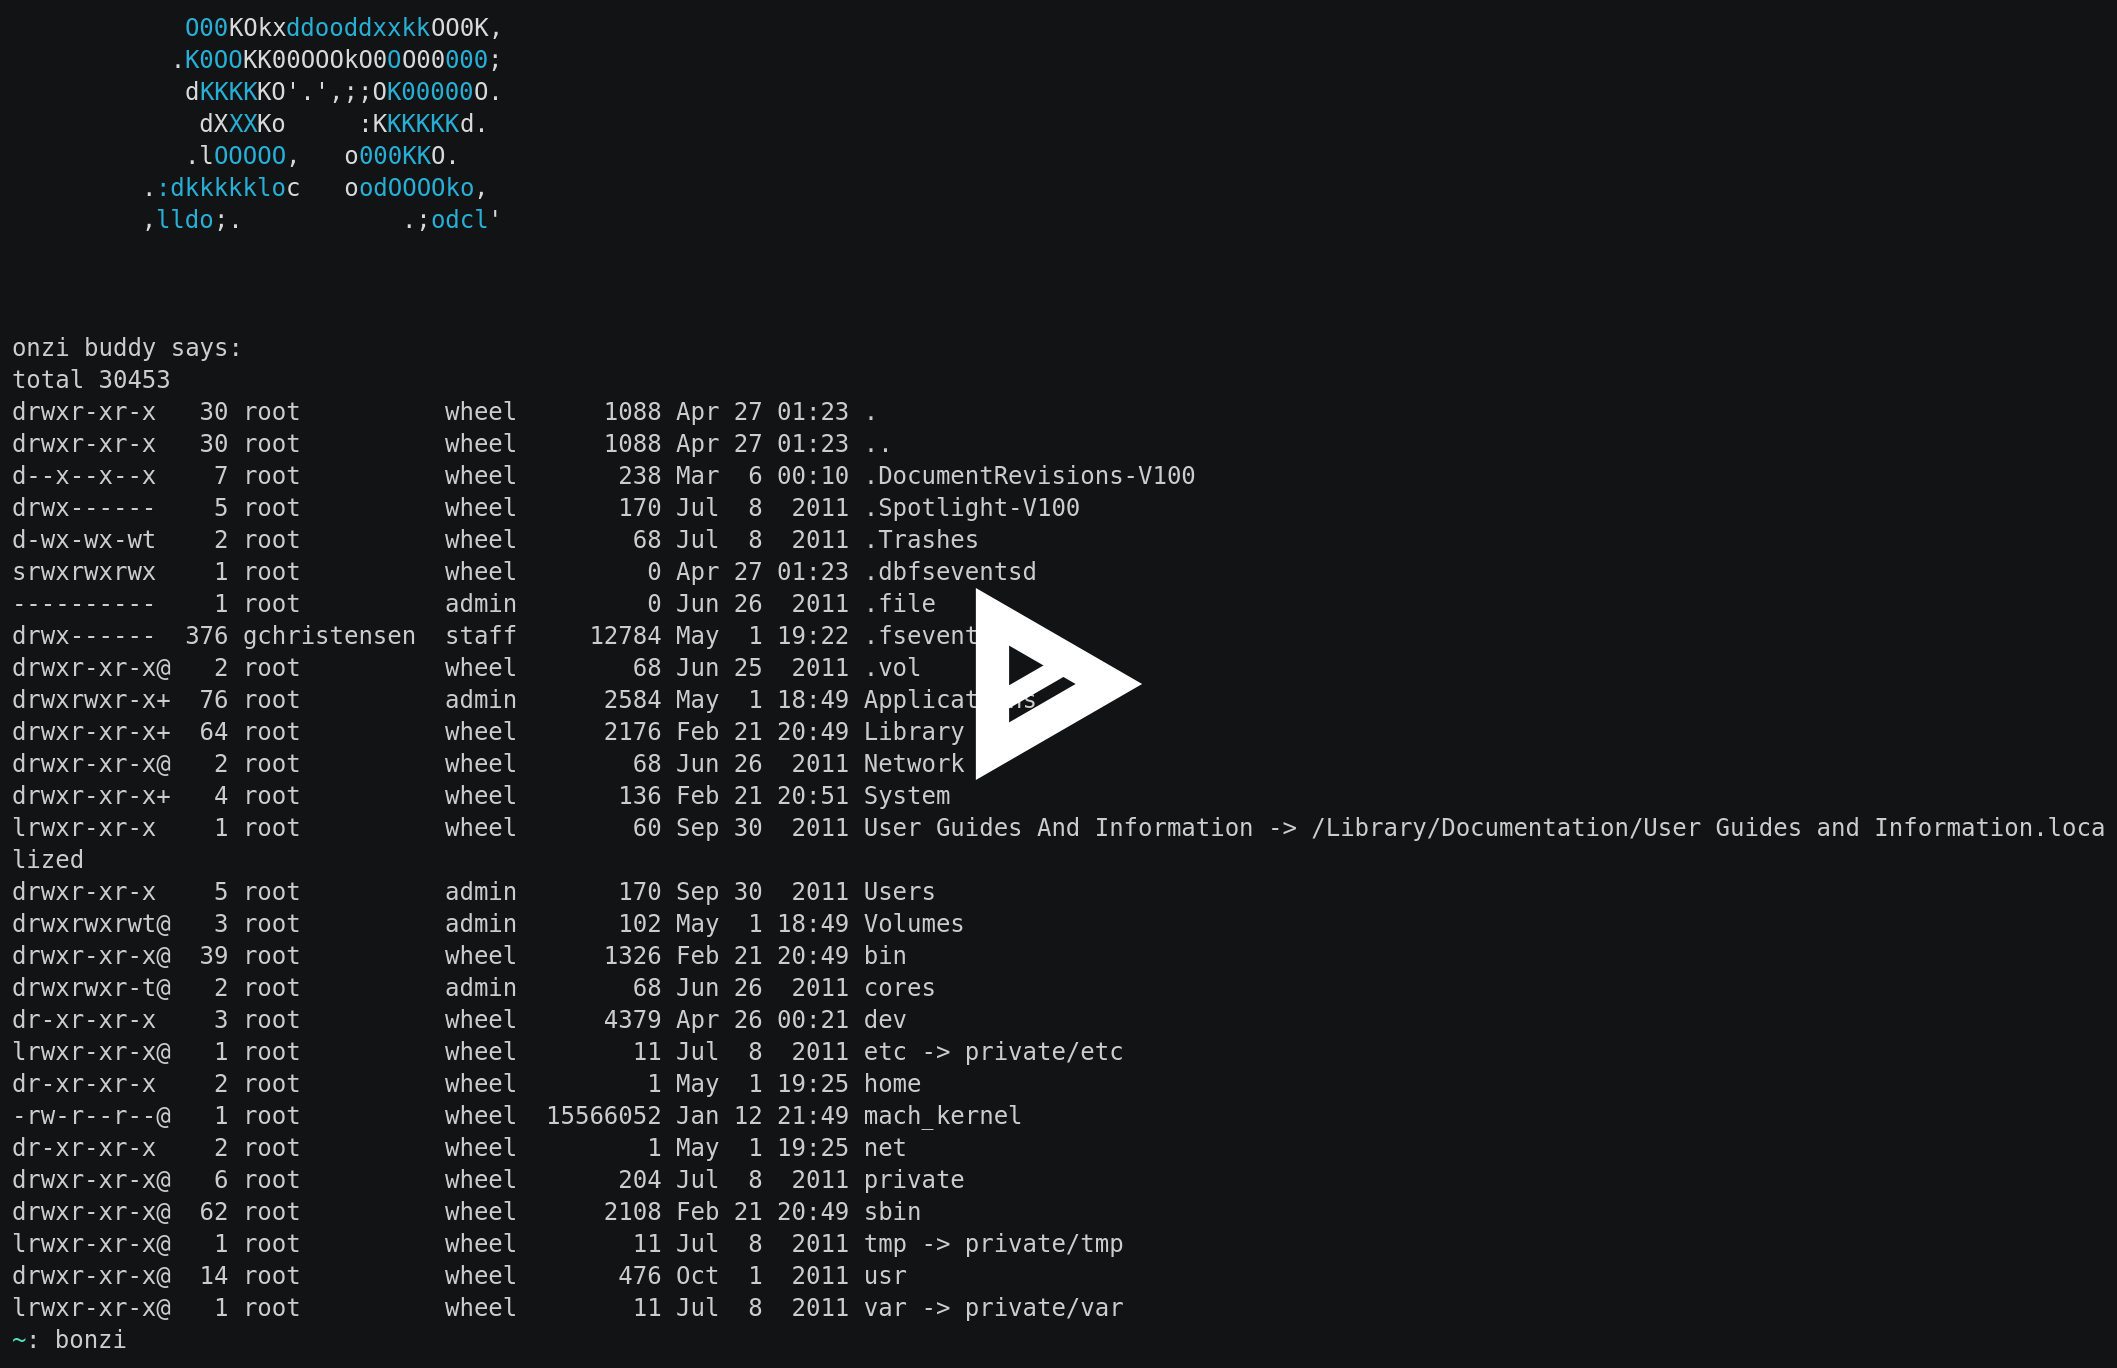 O00KOkxddooddxxkkOO0K,
           .K0OOKK00OOOkO0OO00000;
            dKKKKKO'.',;;OK00000O.
             dXXXKo     :KKKKKKd.
            .lOOOOO,   o000KKO.
         .:dkkkkkloc   oodOOOOko,
         ,lldo;.           .;odcl'
onzi buddy says:
total 30453
drwxr-xr-x   30 root          wheel      1088 Apr 27 01:23 .
drwxr-xr-x   30 root          wheel      1088 Apr 27 01:23 ..
d--x--x--x    7 root          wheel       238 Mar  6 00:10 .DocumentRevisions-V100
drwx------    5 root          wheel       170 Jul  8  2011 .Spotlight-V100
d-wx-wx-wt    2 root          wheel        68 Jul  8  2011 .Trashes
srwxrwxrwx    1 root          wheel         0 Apr 27 01:23 .dbfseventsd
----------    1 root          admin         0 Jun 26  2011 .file
drwx------  376 gchristensen  staff     12784 May  1 19:22 .fsevent
drwxr-xr-x@   2 root          wheel        68 Jun 25  2011 .vol
drwxrwxr-x+  76 root          admin      2584 May  1 18:49
drwxr-xr-x+  64 root          wheel      2176 Feb 21 20:49 Library
drwxr-xr-x@   2 root          wheel        68 Jun 26  2011 Network
drwxr-xr-x+   4 root          wheel       136 Feb 21 20:51 System
lrwxr-xr-x    1 root          wheel        60 Sep 30  2011 User Guides And Information -> /Library/Documentation/User Guides and Information.loca
lized
drwxr-xr-x    5 root          admin       170 Sep 30  2011 Users
drwxrwxrwt@   3 root          admin       102 May  1 18:49 Volumes
drwxr-xr-x@  39 root          wheel      1326 Feb 21 20:49 bin
drwxrwxr-t@   2 root          admin        68 Jun 26  2011 cores
dr-xr-xr-x    3 root          wheel      4379 Apr 26 00:21 dev
lrwxr-xr-x@   1 root          wheel        11 Jul  8  2011 etc -> private/etc
dr-xr-xr-x    2 root          wheel         1 May  1 19:25 home
-rw-r--r--@   1 root          wheel  15566052 Jan 12 21:49 mach_kernel
dr-xr-xr-x    2 root          wheel         1 May  1 19:25 net
drwxr-xr-x@   6 root          wheel       204 Jul  8  2011 private
drwxr-xr-x@  62 root          wheel      2108 Feb 21 20:49 sbin
lrwxr-xr-x@   1 root          wheel        11 Jul  8  2011 tmp -> private/tmp
drwxr-xr-x@  14 root          wheel       476 Oct  1  2011 usr
lrwxr-xr-x@   1 root          wheel        11 Jul  8  2011 var -> private/var
~: bonzi